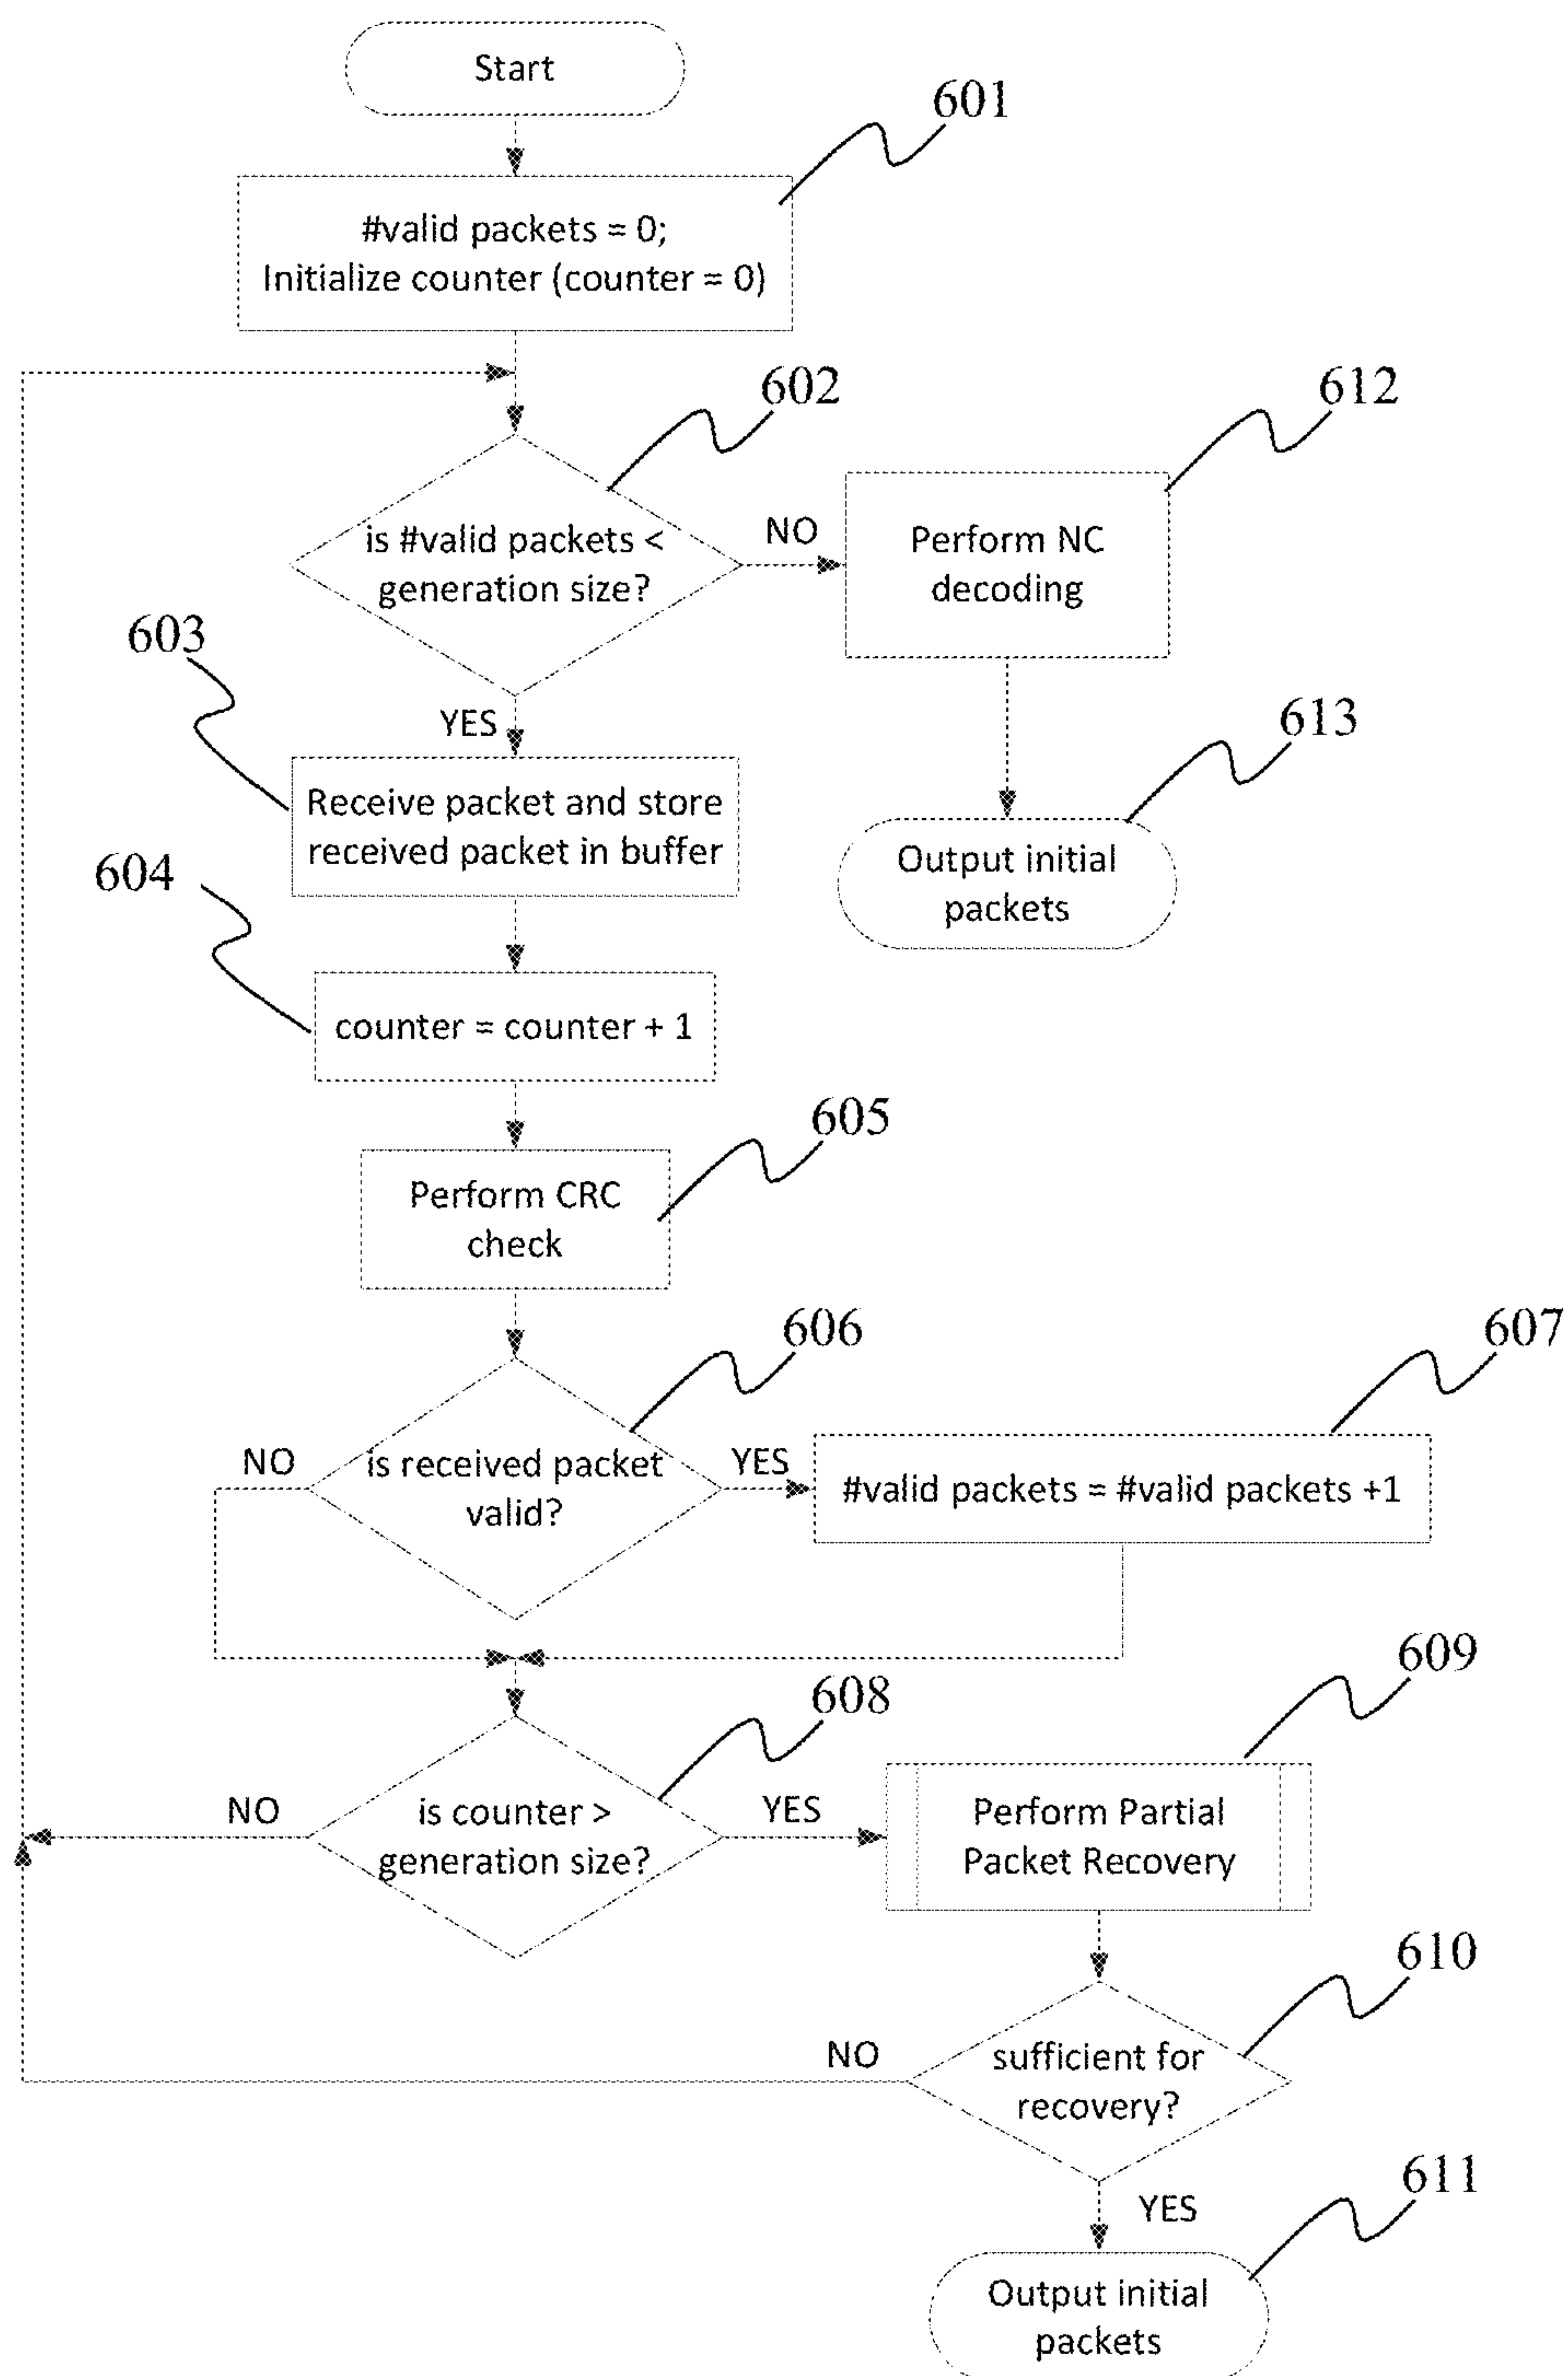 Start
601
#valid packets = 0;
Initialize counter (counter = 0)
602
612
is #valid packets <
generation size?
NO
Perform NC
decoding
603
YES
613
Receive packet and store
received packet in buffer
Output initial
packets
604
counter = counter + 1
605
Perform CRC
check
606
607
NO
is received packet
valid?
YES
#valid packets = #valid packets +1
609
608
NO
is counter >
generation size?
YES
Perform Partial
Packet Recovery
610
NO
sufficient for
recovery?
611
YES
Output initial
packets